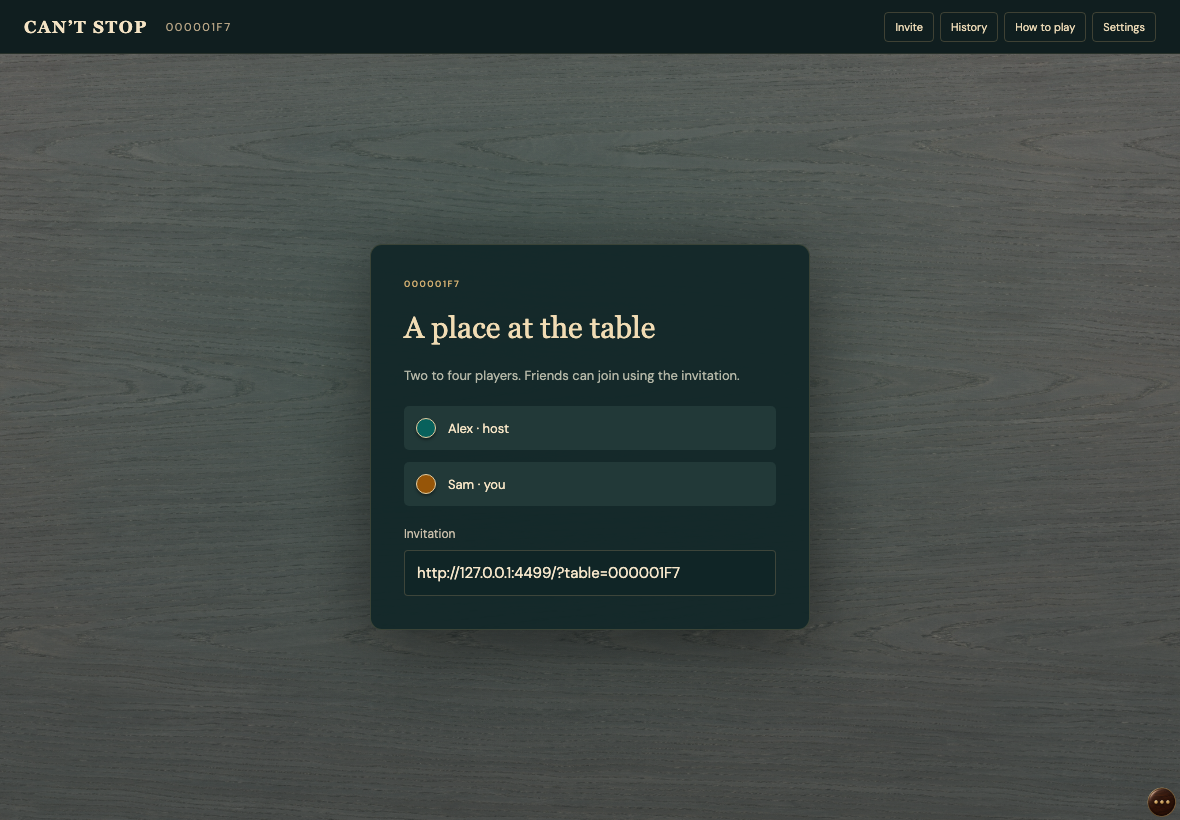 CAN'T STOP 000001F7 Invite History How to play Settings
000001F7
A place at the table
Two to four players. Friends can join using the invitation.
Alex · host
Sam · you
Invitation
http://127.0.0.1:4499/?table=000001F7